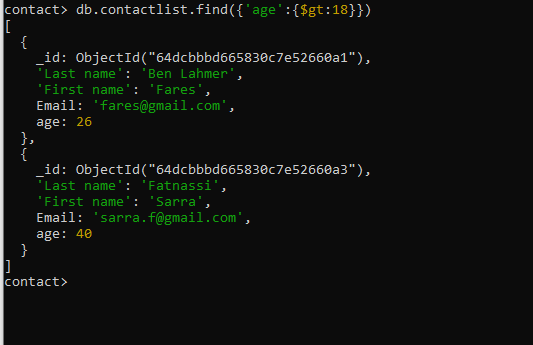 contact> db.contactlist.find({'age':{$gt:18}})
[
  {
    _id: ObjectId("64dcbbbd665830c7e52660a1"),
    'Last name': 'Ben Lahmer',
    'First name': 'Fares',
    Email: 'fares@gmail.com',
    age: 26
  },
  {
    _id: ObjectId("64dcbbbd665830c7e52660a3"),
    'Last name': 'Fatnassi',
    'First name': 'Sarra',
    Email: 'sarra.f@gmail.com',
    age: 40
  }
]
contact>